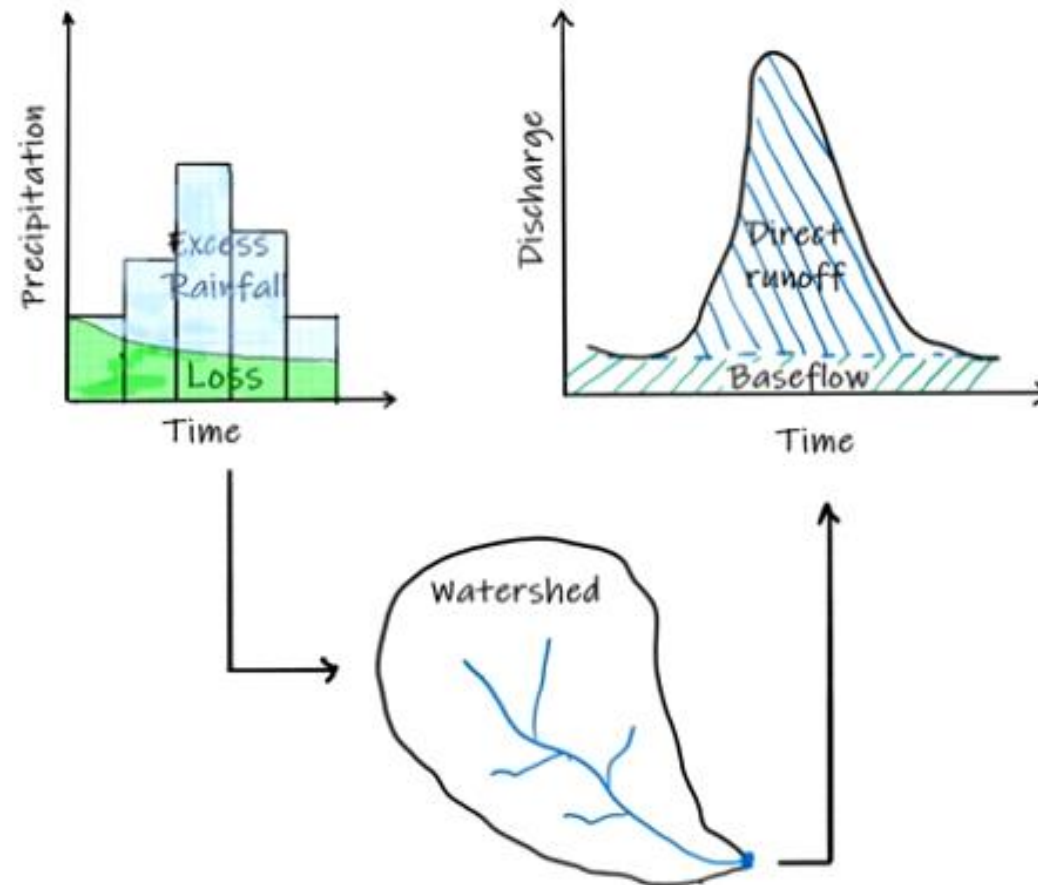 Precipitation
Excess
Rainfall
Loss
Time
Discharge
Direct
runoff
Baseflow
Time
Watershed